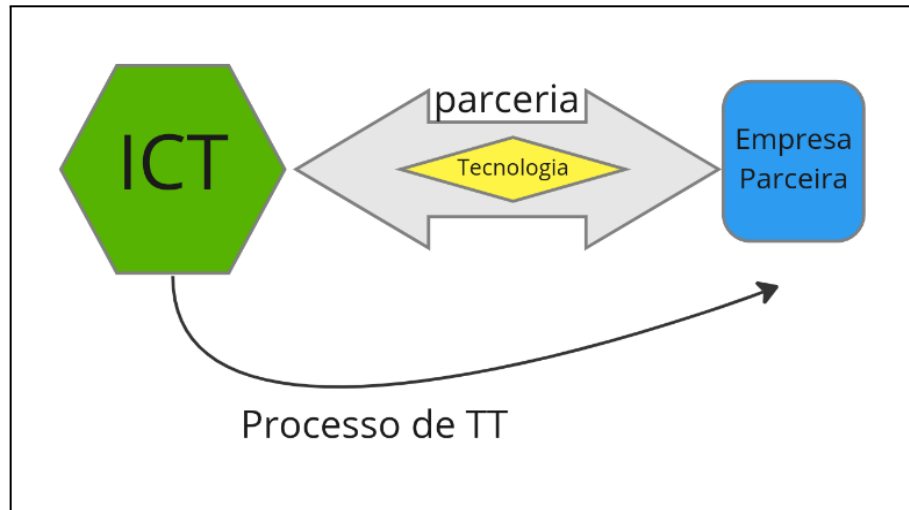 ICT
parceria
Tecnologia
Empresa
Parceira
Processo de TT